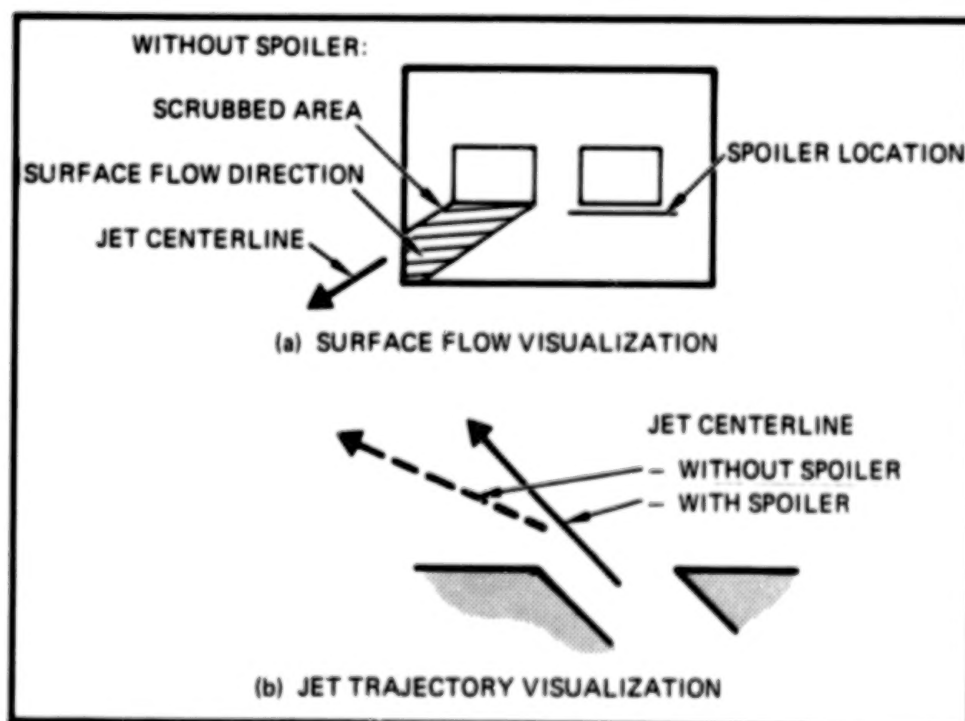 WITHOUT SPOILER:
SCRUBBED AREA
SURFACE FLOW DIRECTION
SPOILER LOCATION
JET CENTERLINE
(a) SURFACE FLOW VISUALIZATION
JET CENTERLINE
– WITHOUT SPOILER
– WITH SPOILER
(b) JET TRAJECTORY VISUALIZATION